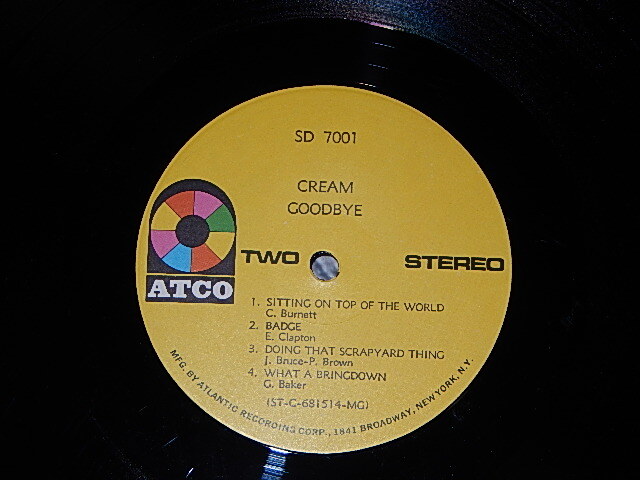 SD 7001
CREAM
GOODBYE
ATCO
TWO
STEREO
1. SITTING ON TOP OF THE WORLD
C. Burnett
2. BADGE
E. Clapton
3. DOING THAT SCRAPYARD THING
J. Bruce-P. Brown
4. WHAT A BRINGDOWN
G. Baker
(ST-C-681514-MG)
MFG. BY ATLANTIC RECORDING CORP., 1841 BROADWAY, NEW YORK, N.Y.